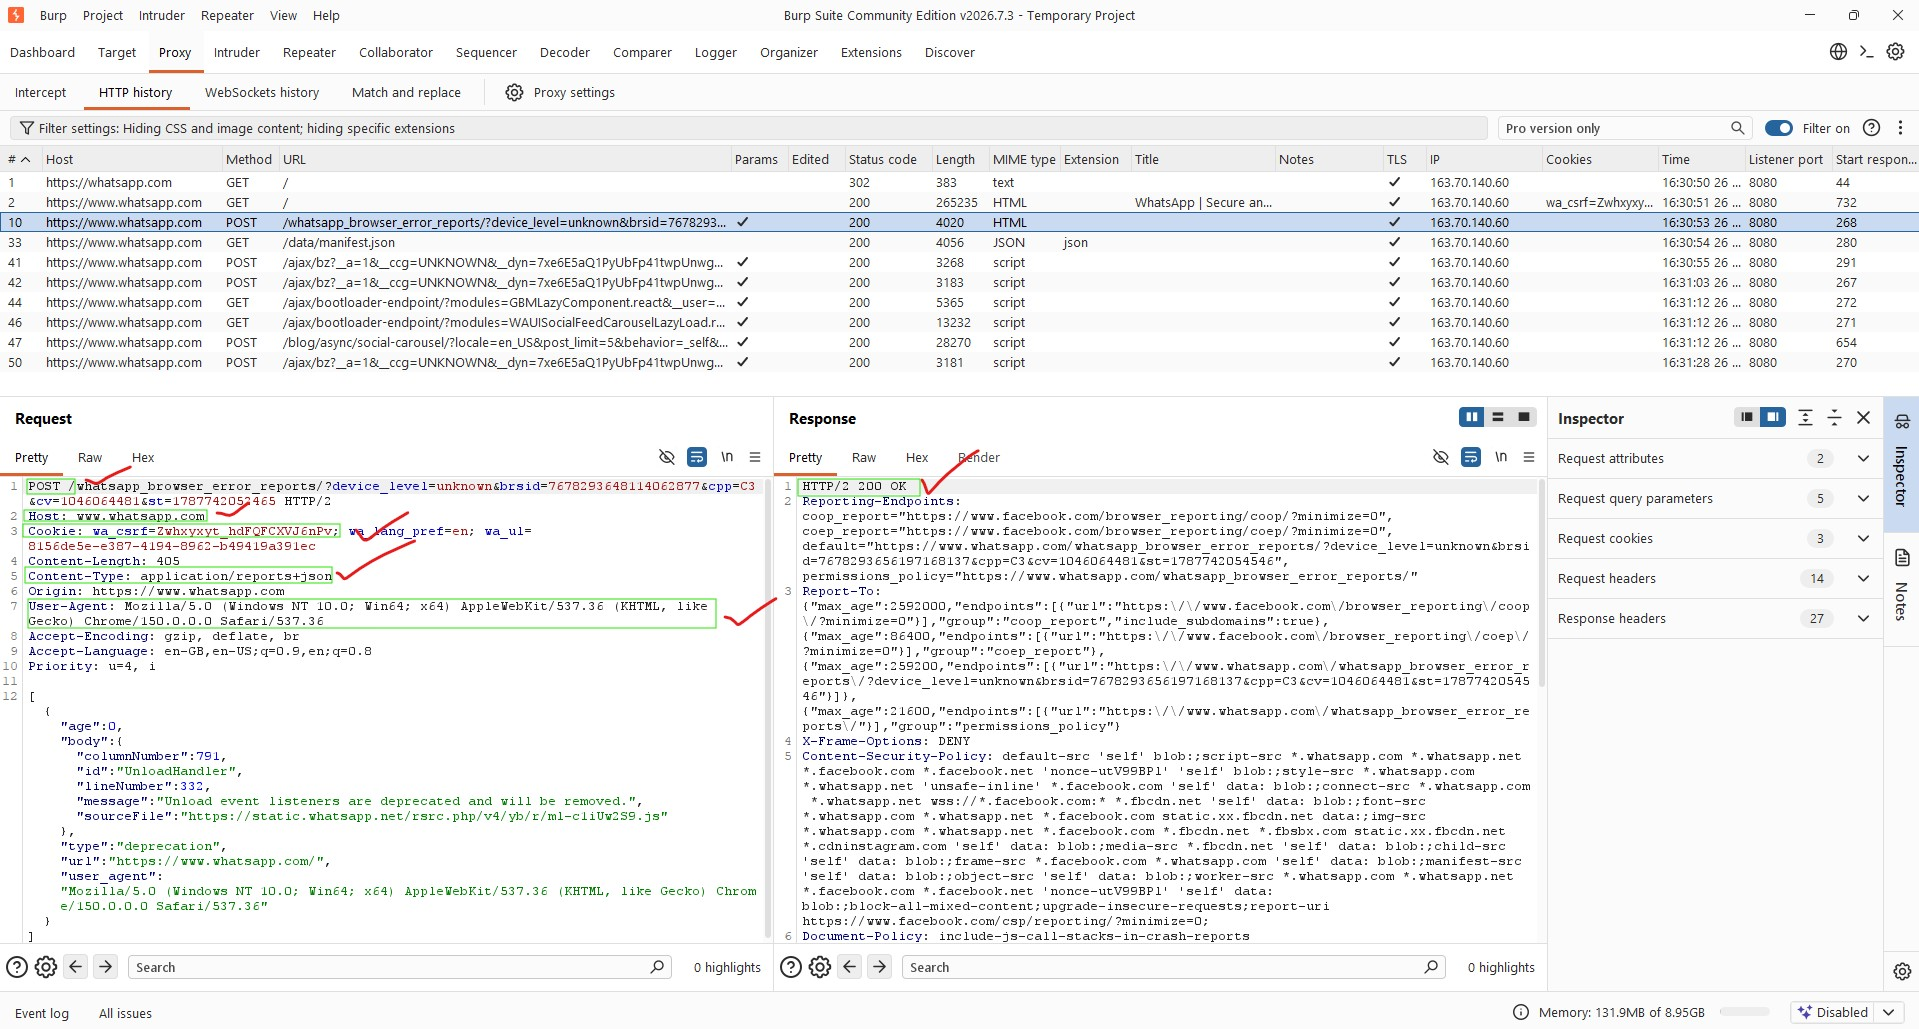 Burp Project Intruder Repeater View Help Burp Suite Community Edition v2026.7.3 - Temporary Project
Dashboard Target Proxy Intruder Repeater Collaborator Sequencer Decoder Comparer Logger Organizer Extensions Discover
Intercept HTTP history WebSockets history Match and replace Proxy settings
Filter settings: Hiding CSS and image content; hiding specific extensions Pro version only Filter on
# Host Method URL Params Edited Status code Length MIME type Extension Title Notes TLS IP Cookies Time Listener port Start respon...
1 https://whatsapp.com GET / 302 383 text ✓ 163.70.140.60 16:30:50 26 ... 8080 44
2 https://www.whatsapp.com GET / 200 265235 HTML WhatsApp | Secure an... ✓ 163.70.140.60 wa_csrf=Zwhxyxy... 16:30:51 26 ... 8080 732
10 https://www.whatsapp.com POST /whatsapp_browser_error_reports/?device_level=unknown&brsid=7678293... ✓ 200 4020 HTML ✓ 163.70.140.60 16:30:53 26 ... 8080 268
33 https://www.whatsapp.com GET /data/manifest.json 200 4056 JSON json ✓ 163.70.140.60 16:30:54 26 ... 8080 280
41 https://www.whatsapp.com POST /ajax/bz?__a=1&__ccg=UNKNOWN&__dyn=7xe6E5aQ1PyUbFp41twpUnwg... ✓ 200 3268 script ✓ 163.70.140.60 16:30:55 26 ... 8080 291
42 https://www.whatsapp.com POST /ajax/bz?__a=1&__ccg=UNKNOWN&__dyn=7xe6E5aQ1PyUbFp41twpUnwg... ✓ 200 3183 script ✓ 163.70.140.60 16:31:03 26 ... 8080 267
44 https://www.whatsapp.com GET /ajax/bootloader-endpoint/?modules=GBMLazyComponent.react&__user=... ✓ 200 5365 script ✓ 163.70.140.60 16:31:12 26 ... 8080 272
46 https://www.whatsapp.com GET /ajax/bootloader-endpoint/?modules=WAUISocialFeedCarouselLazyLoad.r... ✓ 200 13232 script ✓ 163.70.140.60 16:31:12 26 ... 8080 271
47 https://www.whatsapp.com POST /blog/async/social-carousel/?locale=en_US&post_limit=5&behavior=_self&... ✓ 200 28270 script ✓ 163.70.140.60 16:31:12 26 ... 8080 654
50 https://www.whatsapp.com POST /ajax/bz?__a=1&__ccg=UNKNOWN&__dyn=7xe6E5aQ1PyUbFp41twpUnwg... ✓ 200 3181 script ✓ 163.70.140.60 16:31:28 26 ... 8080 270
Request
Pretty Raw Hex \n
1 POST /whatsapp_browser_error_reports/?device_level=unknown&brsid=7678293648114062877&cpp=C3
&cv=1046064481&st=1787742052465 HTTP/2
2 Host: www.whatsapp.com
3 Cookie: wa_csrf=Zwhxyxyt_hdFQFCXVJ6nPv; wa_lang_pref=en; wa_ul=
8156de5e-e387-4194-8962-b49419a391ec
4 Content-Length: 405
5 Content-Type: application/reports+json
6 Origin: https://www.whatsapp.com
7 User-Agent: Mozilla/5.0 (Windows NT 10.0; Win64; x64) AppleWebKit/537.36 (KHTML, like
Gecko) Chrome/150.0.0.0 Safari/537.36
8 Accept-Encoding: gzip, deflate, br
9 Accept-Language: en-GB,en-US;q=0.9,en;q=0.8
10 Priority: u=4, i
11
12 [
{
"age":0,
"body":{
"columnNumber":791,
"id":"UnloadHandler",
"lineNumber":332,
"message":"Unload event listeners are deprecated and will be removed.",
"sourceFile":"https://static.whatsapp.net/rsrc.php/v4/yb/r/ml-c1iUw2S9.js"
},
"type":"deprecation",
"url":"https://www.whatsapp.com/",
"user_agent":
"Mozilla/5.0 (Windows NT 10.0; Win64; x64) AppleWebKit/537.36 (KHTML, like Gecko) Chrom
e/150.0.0.0 Safari/537.36"
}
]
Search 0 highlights
Response
Pretty Raw Hex Render \n
1 HTTP/2 200 OK
2 Reporting-Endpoints:
coop_report="https://www.facebook.com/browser_reporting/coop/?minimize=0",
coep_report="https://www.facebook.com/browser_reporting/coep/?minimize=0",
default="https://www.whatsapp.com/whatsapp_browser_error_reports/?device_level=unknown&brsi
d=7678293656197168137&cpp=C3&cv=1046064481&st=1787742054546",
permissions_policy="https://www.whatsapp.com/whatsapp_browser_error_reports/"
3 Report-To:
{"max_age":2592000,"endpoints":[{"url":"https:\/\/www.facebook.com\/browser_reporting\/coop
\/?minimize=0"}],"group":"coop_report","include_subdomains":true},
{"max_age":86400,"endpoints":[{"url":"https:\/\/www.facebook.com\/browser_reporting\/coep\/
?minimize=0"}],"group":"coep_report"},
{"max_age":259200,"endpoints":[{"url":"https:\/\/www.whatsapp.com\/whatsapp_browser_error_r
eports\/?device_level=unknown&brsid=7678293656197168137&cpp=C3&cv=1046064481&st=17877420545
46"}]},
{"max_age":21600,"endpoints":[{"url":"https:\/\/www.whatsapp.com\/whatsapp_browser_error_re
ports\/"}],"group":"permissions_policy"}
4 X-Frame-Options: DENY
5 Content-Security-Policy: default-src 'self' blob:;script-src *.whatsapp.com *.whatsapp.net
*.facebook.com *.facebook.net 'nonce-utV99BP1' 'self' blob:;style-src *.whatsapp.com
*.whatsapp.net 'unsafe-inline' *.facebook.com 'self' data: blob:;connect-src *.whatsapp.com
*.whatsapp.net wss://*.facebook.com:* *.fbcdn.net 'self' data: blob:;font-src
*.whatsapp.com *.whatsapp.net *.facebook.com static.xx.fbcdn.net data:;img-src
*.whatsapp.com *.whatsapp.net *.facebook.com *.fbcdn.net *.fbsbx.com static.xx.fbcdn.net
*.cdninstagram.com 'self' data: blob:;media-src *.fbcdn.net 'self' data: blob:;child-src
'self' data: blob:;frame-src *.facebook.com *.whatsapp.com 'self' data: blob:;manifest-src
'self' data: blob:;object-src 'self' data: blob:;worker-src *.whatsapp.com *.whatsapp.net
*.facebook.com *.facebook.net 'nonce-utV99BP1' 'self' data:
blob:;block-all-mixed-content;upgrade-insecure-requests;report-uri
https://www.facebook.com/csp/reporting/?minimize=0;
6 Document-Policy: include-js-call-stacks-in-crash-reports
Search 0 highlights
Inspector
Request attributes 2
Request query parameters 5
Request cookies 3
Request headers 14
Response headers 27
Inspector
Notes
Event log All issues Memory: 131.9MB of 8.95GB Disabled